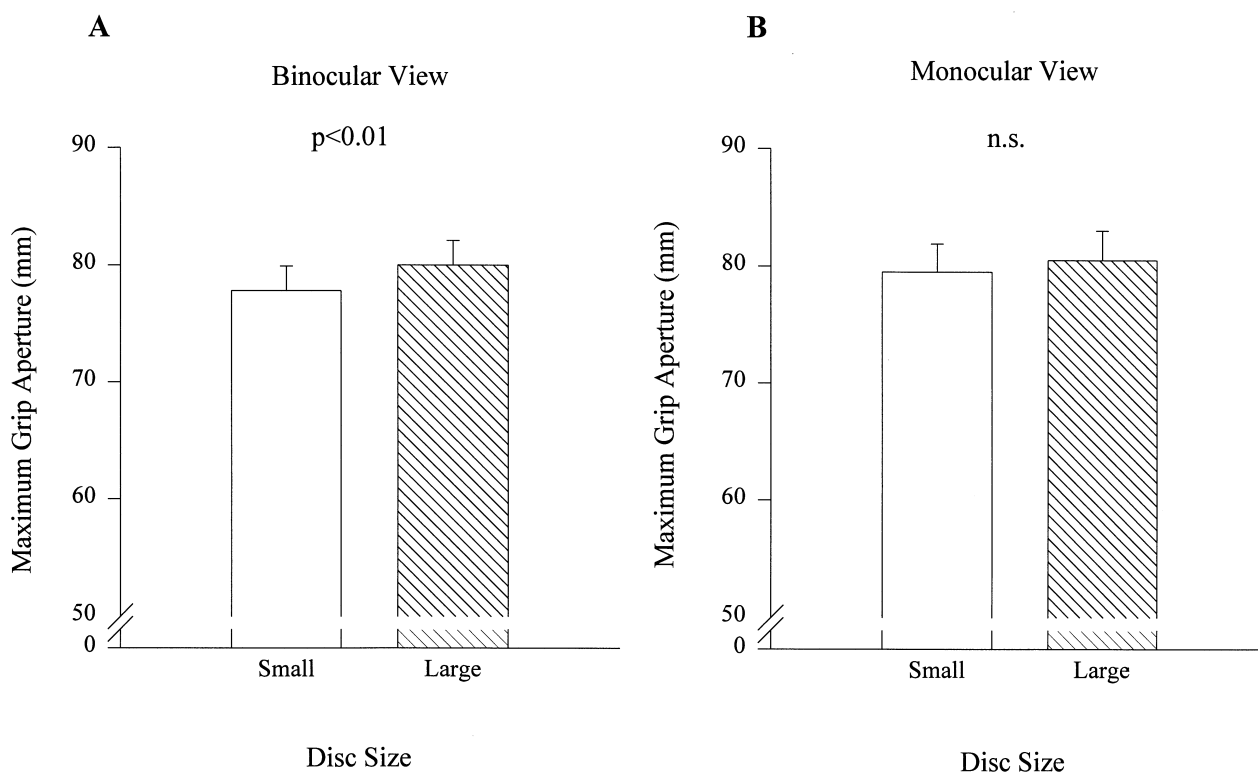 A
Binocular View
p<0.01
90
80
70
60
50
0
Maximum Grip Aperture (mm)
Small
Large
Disc Size
B
Monocular View
n.s.
90
80
70
60
50
0
Maximum Grip Aperture (mm)
Small
Large
Disc Size